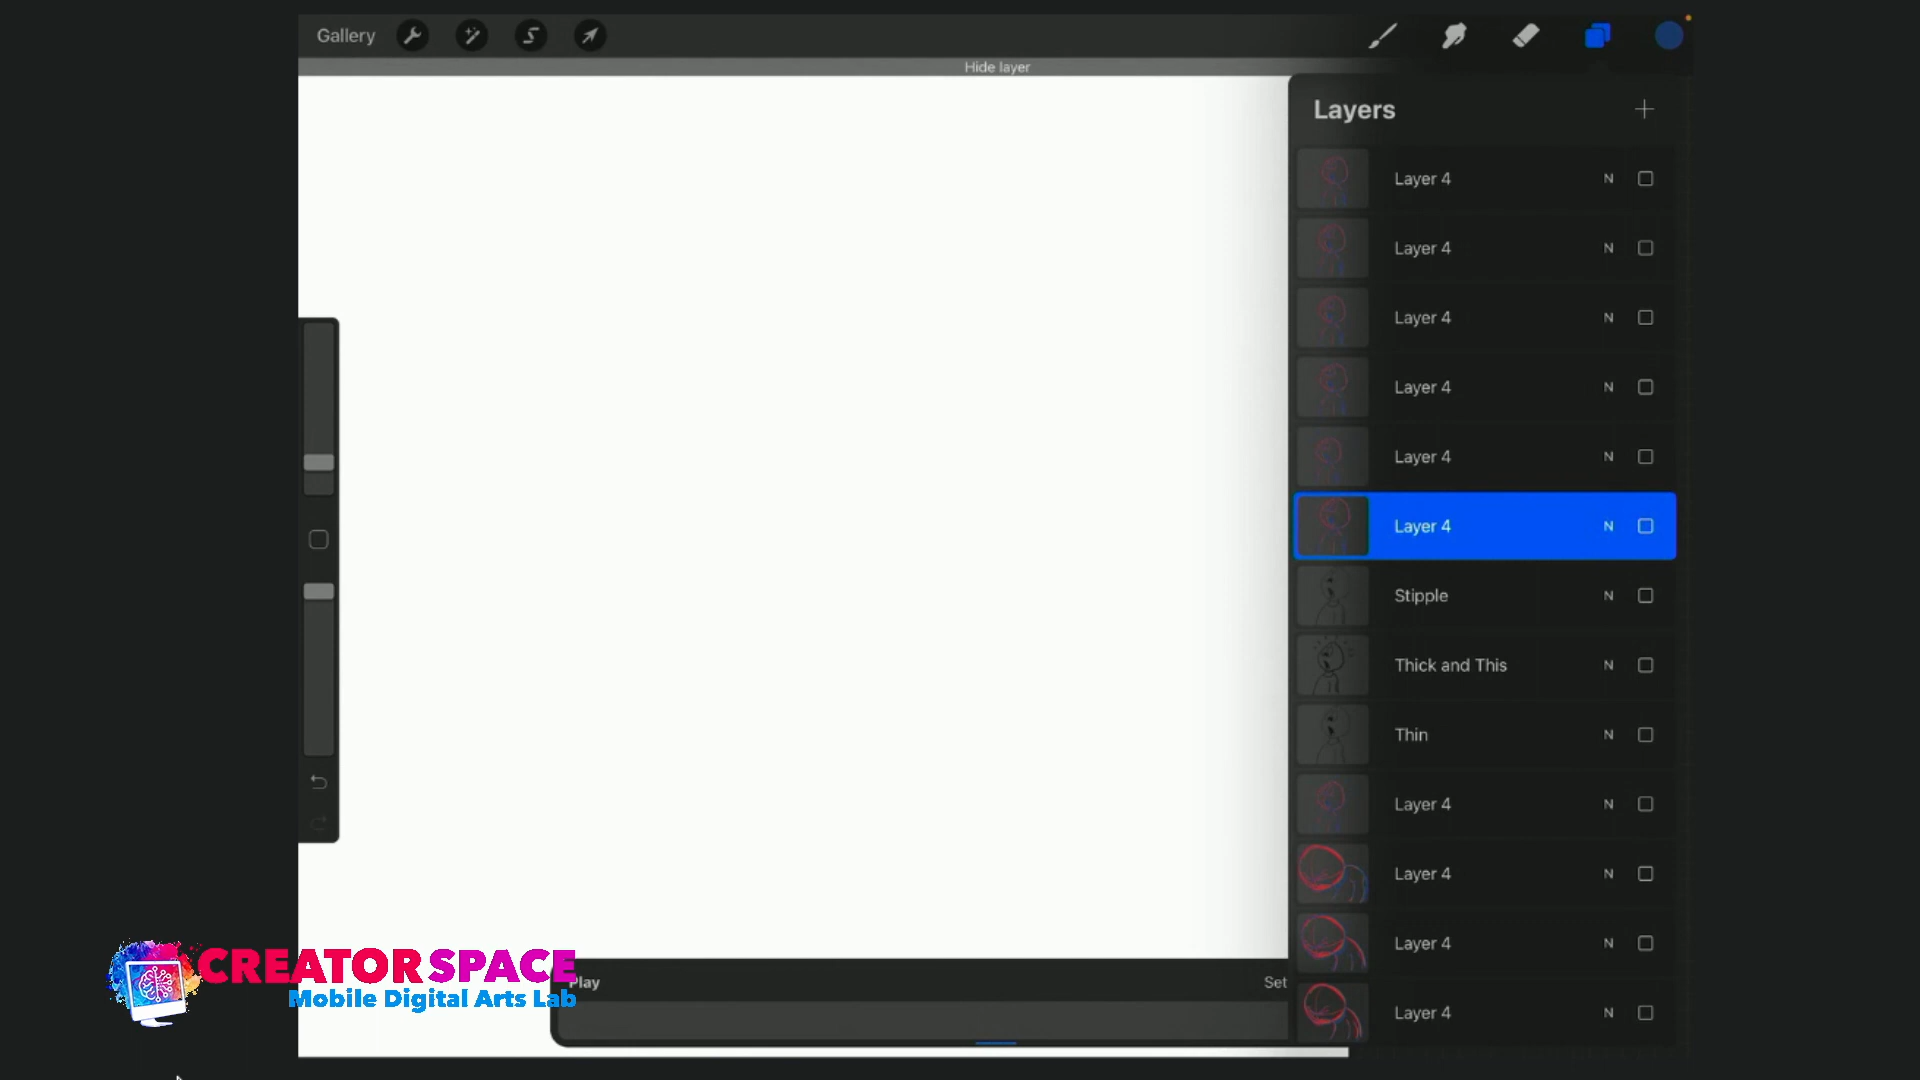 Gallery
Hide layer
Layers
Layer 4 N
Layer 4 N
Layer 4 N
Layer 4 N
Layer 4 N
Layer 4 N
Stipple N
Thick and This N
Thin N
Layer 4 N
Layer 4 N
Layer 4 N
Layer 4 N
Play
Set
CREATOR SPACE
Mobile Digital Arts Lab